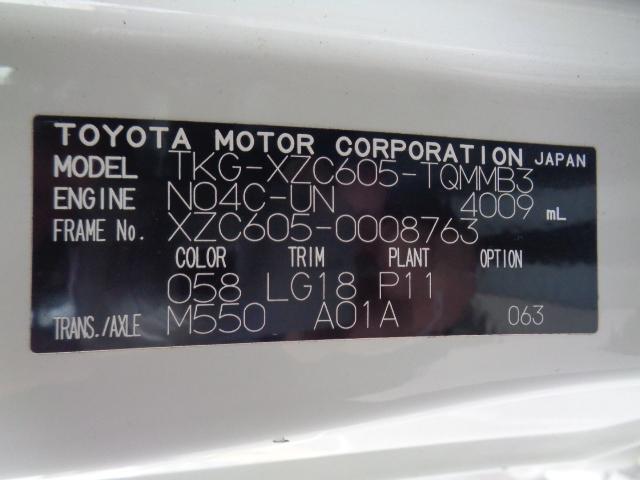 TOYOTA MOTOR CORPORATION JAPAN
MODEL TKG-XZC605-TQMMB3
ENGINE N04C-UN 4009 mL
FRAME No. XZC605-0008763
COLOR TRIM PLANT OPTION
058 LG18 P11
TRANS./AXLE M550 A01A 063